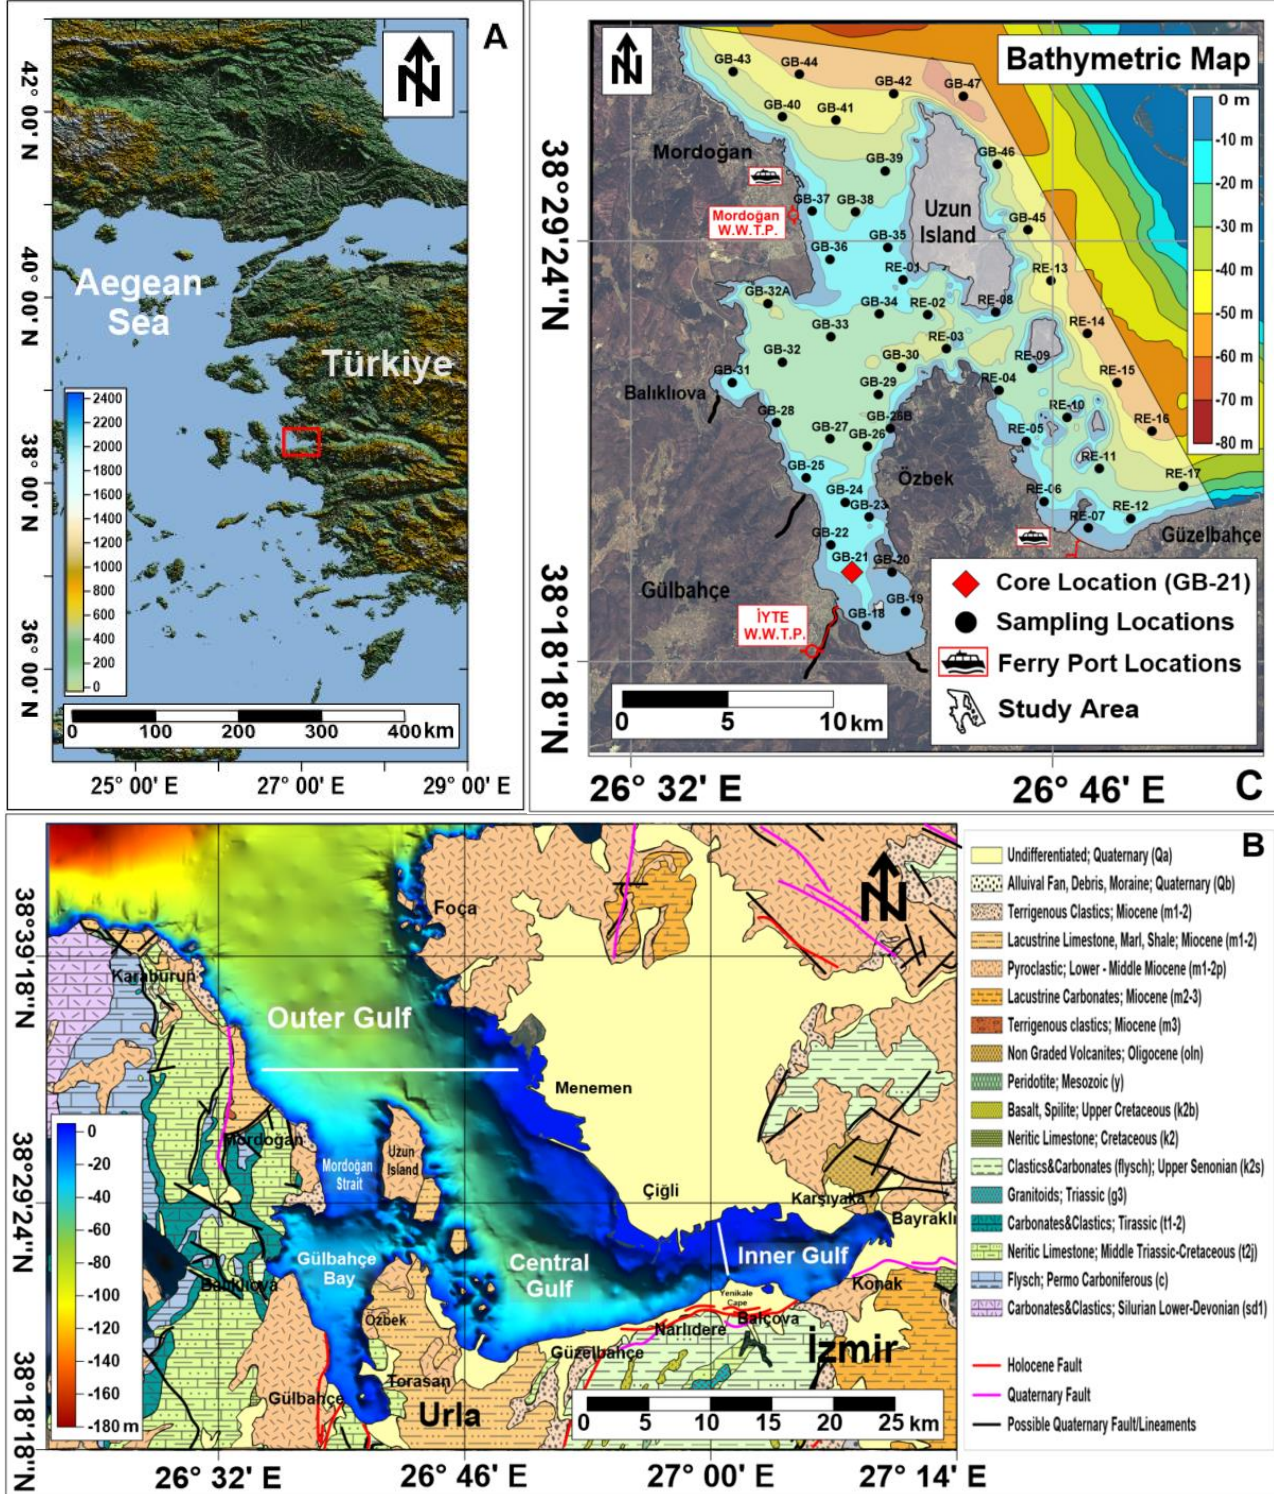 A
N
42° 00' N
40° 00' N
38° 00' N
36° 00' N
Aegean
Sea
Türkiye
2400
2200
2000
1800
1600
1400
1200
1000
800
600
400
200
0
0 100 200 300 400 km
25° 00' E 27° 00' E 29° 00' E
N
Bathymetric Map
0 m
-10 m
-20 m
-30 m
-40 m
-50 m
-60 m
-70 m
-80 m
38°29'24"N
38°18'18"N
GB-43
GB-44
GB-42
GB-47
GB-40
GB-41
Mordoğan
GB-39
GB-46
GB-37
GB-38
Mordoğan
W.W.T.P.
Uzun
Island
GB-45
GB-35
GB-36
RE-01
RE-13
GB-32A
GB-34
RE-02
RE-08
GB-33
RE-14
RE-03
GB-32
GB-30
RE-09
GB-31
GB-29
RE-04
RE-15
Balıklıova
GB-28
GB-28B
RE-10
RE-16
GB-27
GB-26
RE-05
GB-25
Özbek
RE-11
RE-17
GB-24
GB-23
RE-06
RE-12
RE-07
GB-22
Güzelbahçe
GB-21
GB-20
Gülbahçe
GB-19
İYTE
W.W.T.P.
GB-18
Core Location (GB-21)
Sampling Locations
Ferry Port Locations
Study Area
0 5 10 km
26° 32' E 26° 46' E
C
B
N
38°39'18"N
38°29'24"N
38°18'18"N
Foça
Karaburun
Outer Gulf
Menemen
Mordoğan
Mordoğan
Strait
Uzun
Island
Çiğli
Karşıyaka
Bayraklı
Gülbahçe
Bay
Central
Gulf
Inner Gulf
Balıklıova
Konak
Yenikale
Cape
Özbek
Narlıdere
Balçova
Güzelbahçe
İzmir
Torasan
Gülbahçe
Urla
0
-20
-40
-60
-80
-100
-120
-140
-160
-180 m
0 5 10 15 20 25 km
26° 32' E 26° 46' E 27° 00' E 27° 14' E
Undifferentiated; Quaternary (Qa)
Alluival Fan, Debris, Moraine; Quaternary (Qb)
Terrigenous Clastics; Miocene (m1-2)
Lacustrine Limestone, Marl, Shale; Miocene (m1-2)
Pyroclastic; Lower - Middle Miocene (m1-2p)
Lacustrine Carbonates; Miocene (m2-3)
Terrigenous clastics; Miocene (m3)
Non Graded Volcanites; Oligocene (oln)
Peridotite; Mesozoic (y)
Basalt, Spilite; Upper Cretaceous (k2b)
Neritic Limestone; Cretaceous (k2)
Clastics&Carbonates (flysch); Upper Senonian (k2s)
Granitoids; Triassic (g3)
Carbonates&Clastics; Tirassic (t1-2)
Neritic Limestone; Middle Triassic-Cretaceous (t2j)
Flysch; Permo Carboniferous (c)
Carbonates&Clastics; Silurian Lower-Devonian (sd1)
Holocene Fault
Quaternary Fault
Possible Quaternary Fault/Lineaments